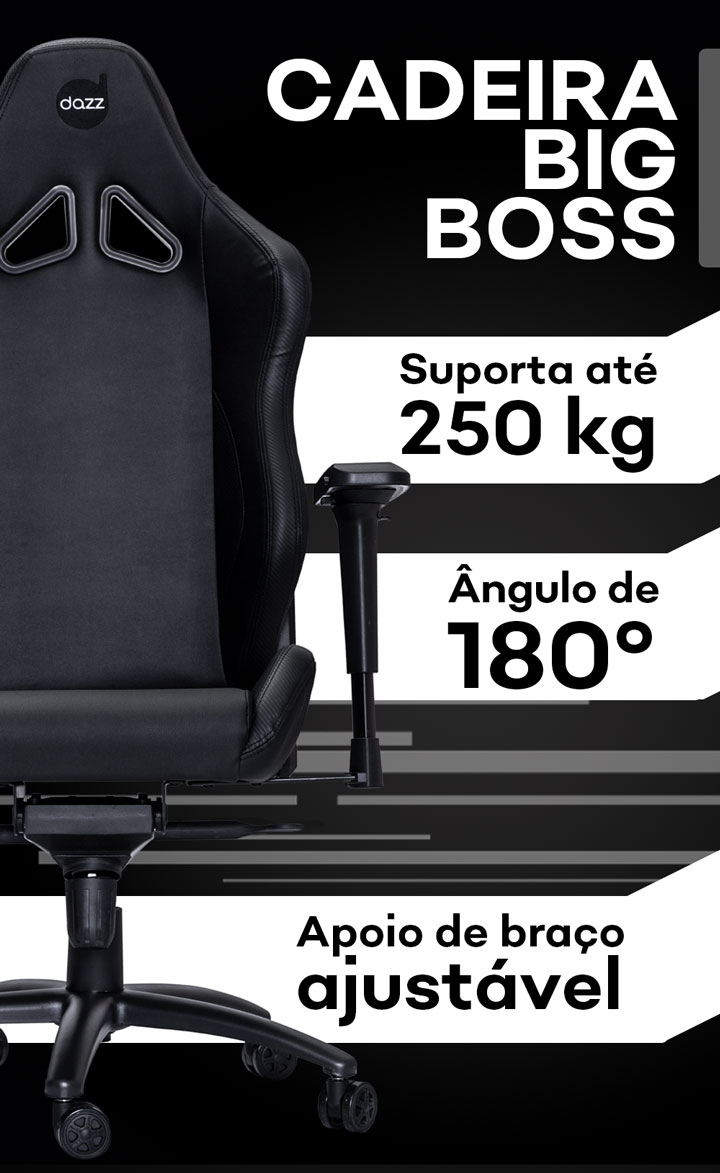 dazz
CADEIRA
BIG
BOSS
Suporta até
250 kg
Ângulo de
180°
Apoio de braço
ajustável